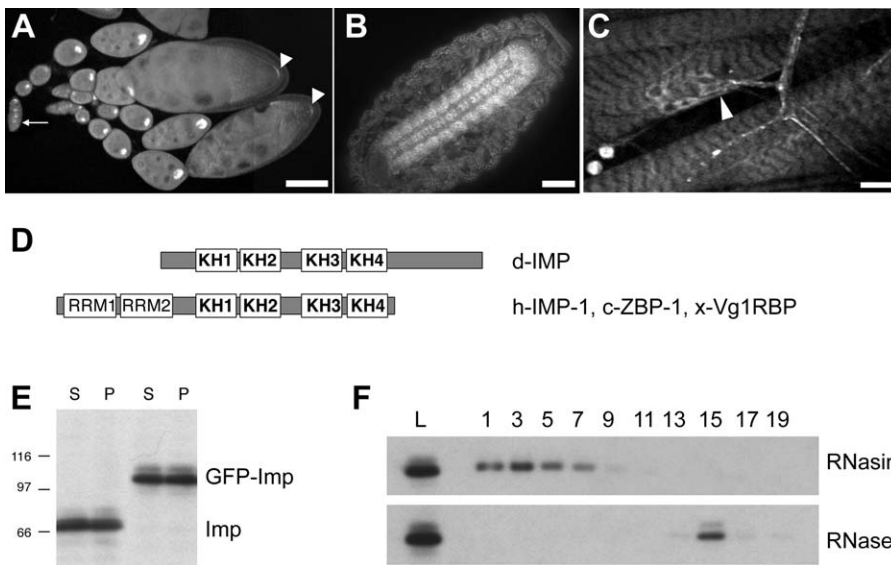 A
B
C
D
KH1 KH2 KH3 KH4
d-IMP
RRM1 RRM2 KH1 KH2 KH3 KH4
h-IMP-1, c-ZBP-1, x-Vg1RBP
E
S P S P
116
97
66
GFP-Imp
Imp
F
L 1 3 5 7 9 11 13 15 17 19
RNasin
RNase